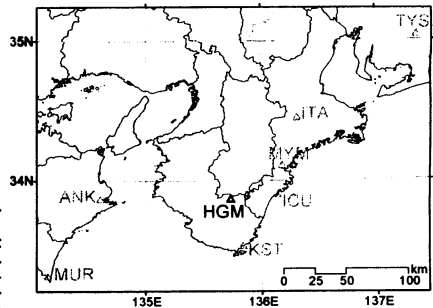 35N
TYS
ITA
MYM
34N
ANK
HGM
ICU
KST
MUR
km
0 25 50 100
135E 136E 137E